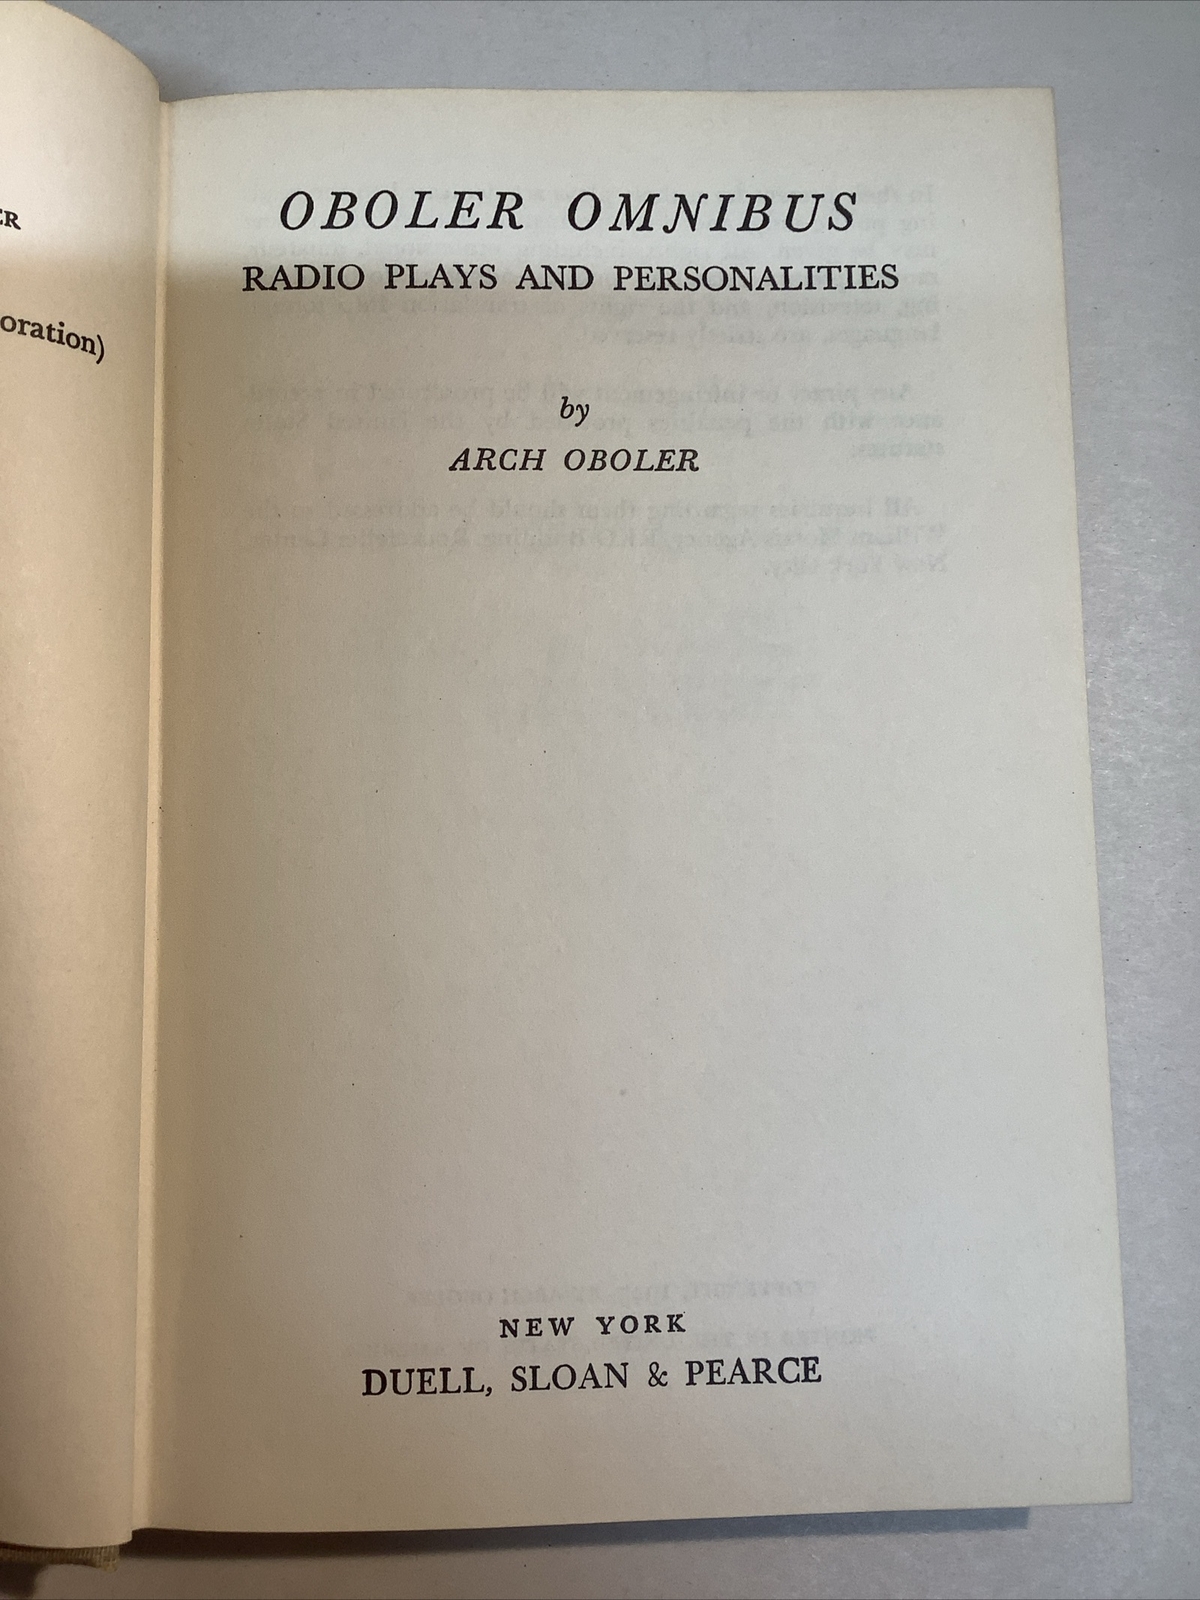 ER
oration)
OBOLER OMNIBUS
RADIO PLAYS AND PERSONALITIES
by
ARCH OBOLER
NEW YORK
DUELL, SLOAN & PEARCE